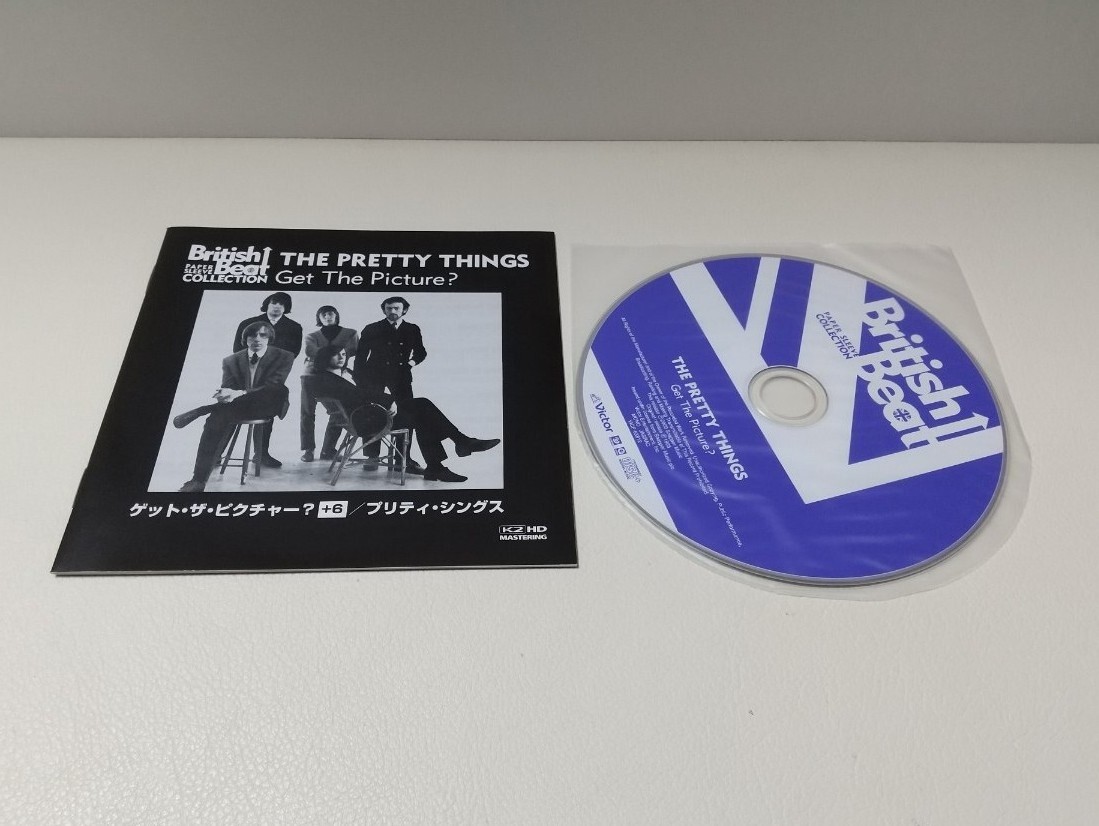 British
Beat
PAPER
SLEEVE
COLLECTION
THE PRETTY THINGS
Get The Picture?
ゲット・ザ・ピクチャー? +6 / プリティ・シングス
K2 HD
MASTERING
British
Beat
PAPER SLEEVE
COLLECTION
THE PRETTY THINGS
Get The Picture?
Victor